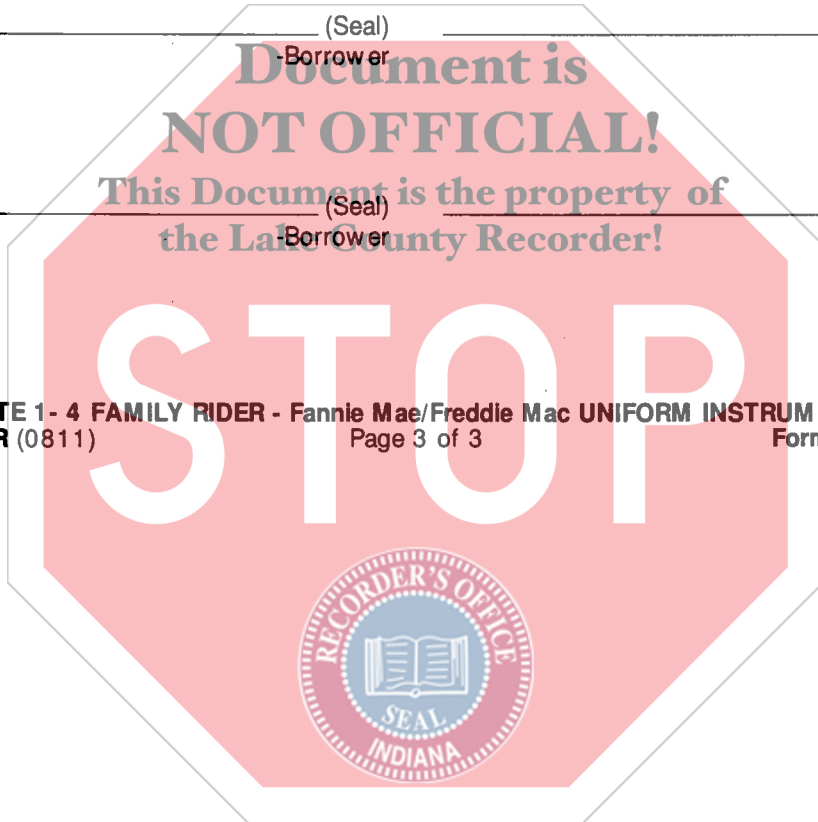 (Seal)
-Borrower
Document is
NOT OFFICIAL!
This Document is the property of
the Lake County Recorder!
(Seal)
-Borrower
STOP
TE 1- 4 FAMILY RIDER - Fannie Mae/Freddie Mac UNIFORM INSTRUM
R (0811) Page 3 of 3 Form
RECORDER'S OFFICE
SEAL
INDIANA